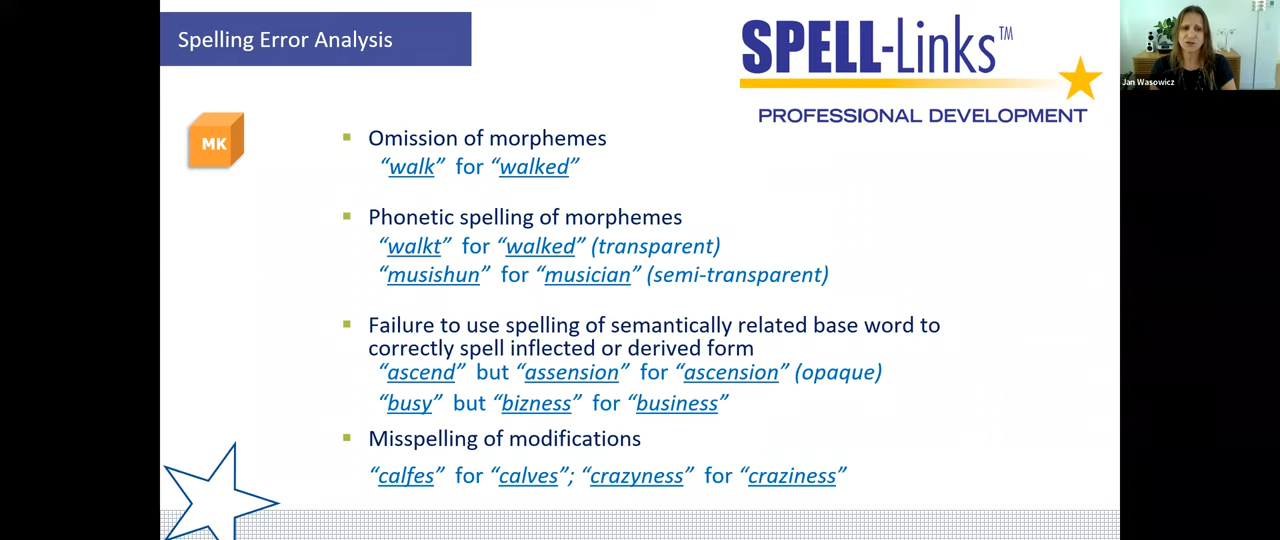 Spelling Error Analysis
SPELL-Links™
PROFESSIONAL DEVELOPMENT
Jan Wasowicz
MK
▪ Omission of morphemes
“walk” for “walked”
▪ Phonetic spelling of morphemes
“walkt” for “walked” (transparent)
“musishun” for “musician” (semi-transparent)
▪ Failure to use spelling of semantically related base word to
correctly spell inflected or derived form
“ascend” but “assension” for “ascension” (opaque)
“busy” but “bizness” for “business”
▪ Misspelling of modifications
“calfes” for “calves”; “crazyness” for “craziness”